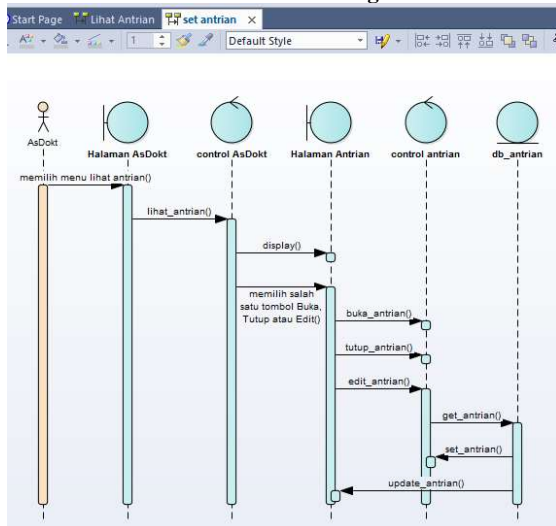 Start Page
Lihat Antrian
set antrian ×
1
Default Style
AsDokt
Halaman AsDokt
control AsDokt
Halaman Antrian
control antrian
db_antrian
memilih menu lihat antrian()
lihat_antrian()
display()
memilih salah
satu tombol Buka,
Tutup atau Edit()
buka_antrian()
tutup_antrian()
edit_antrian()
get_antrian()
set_antrian()
update_antrian()